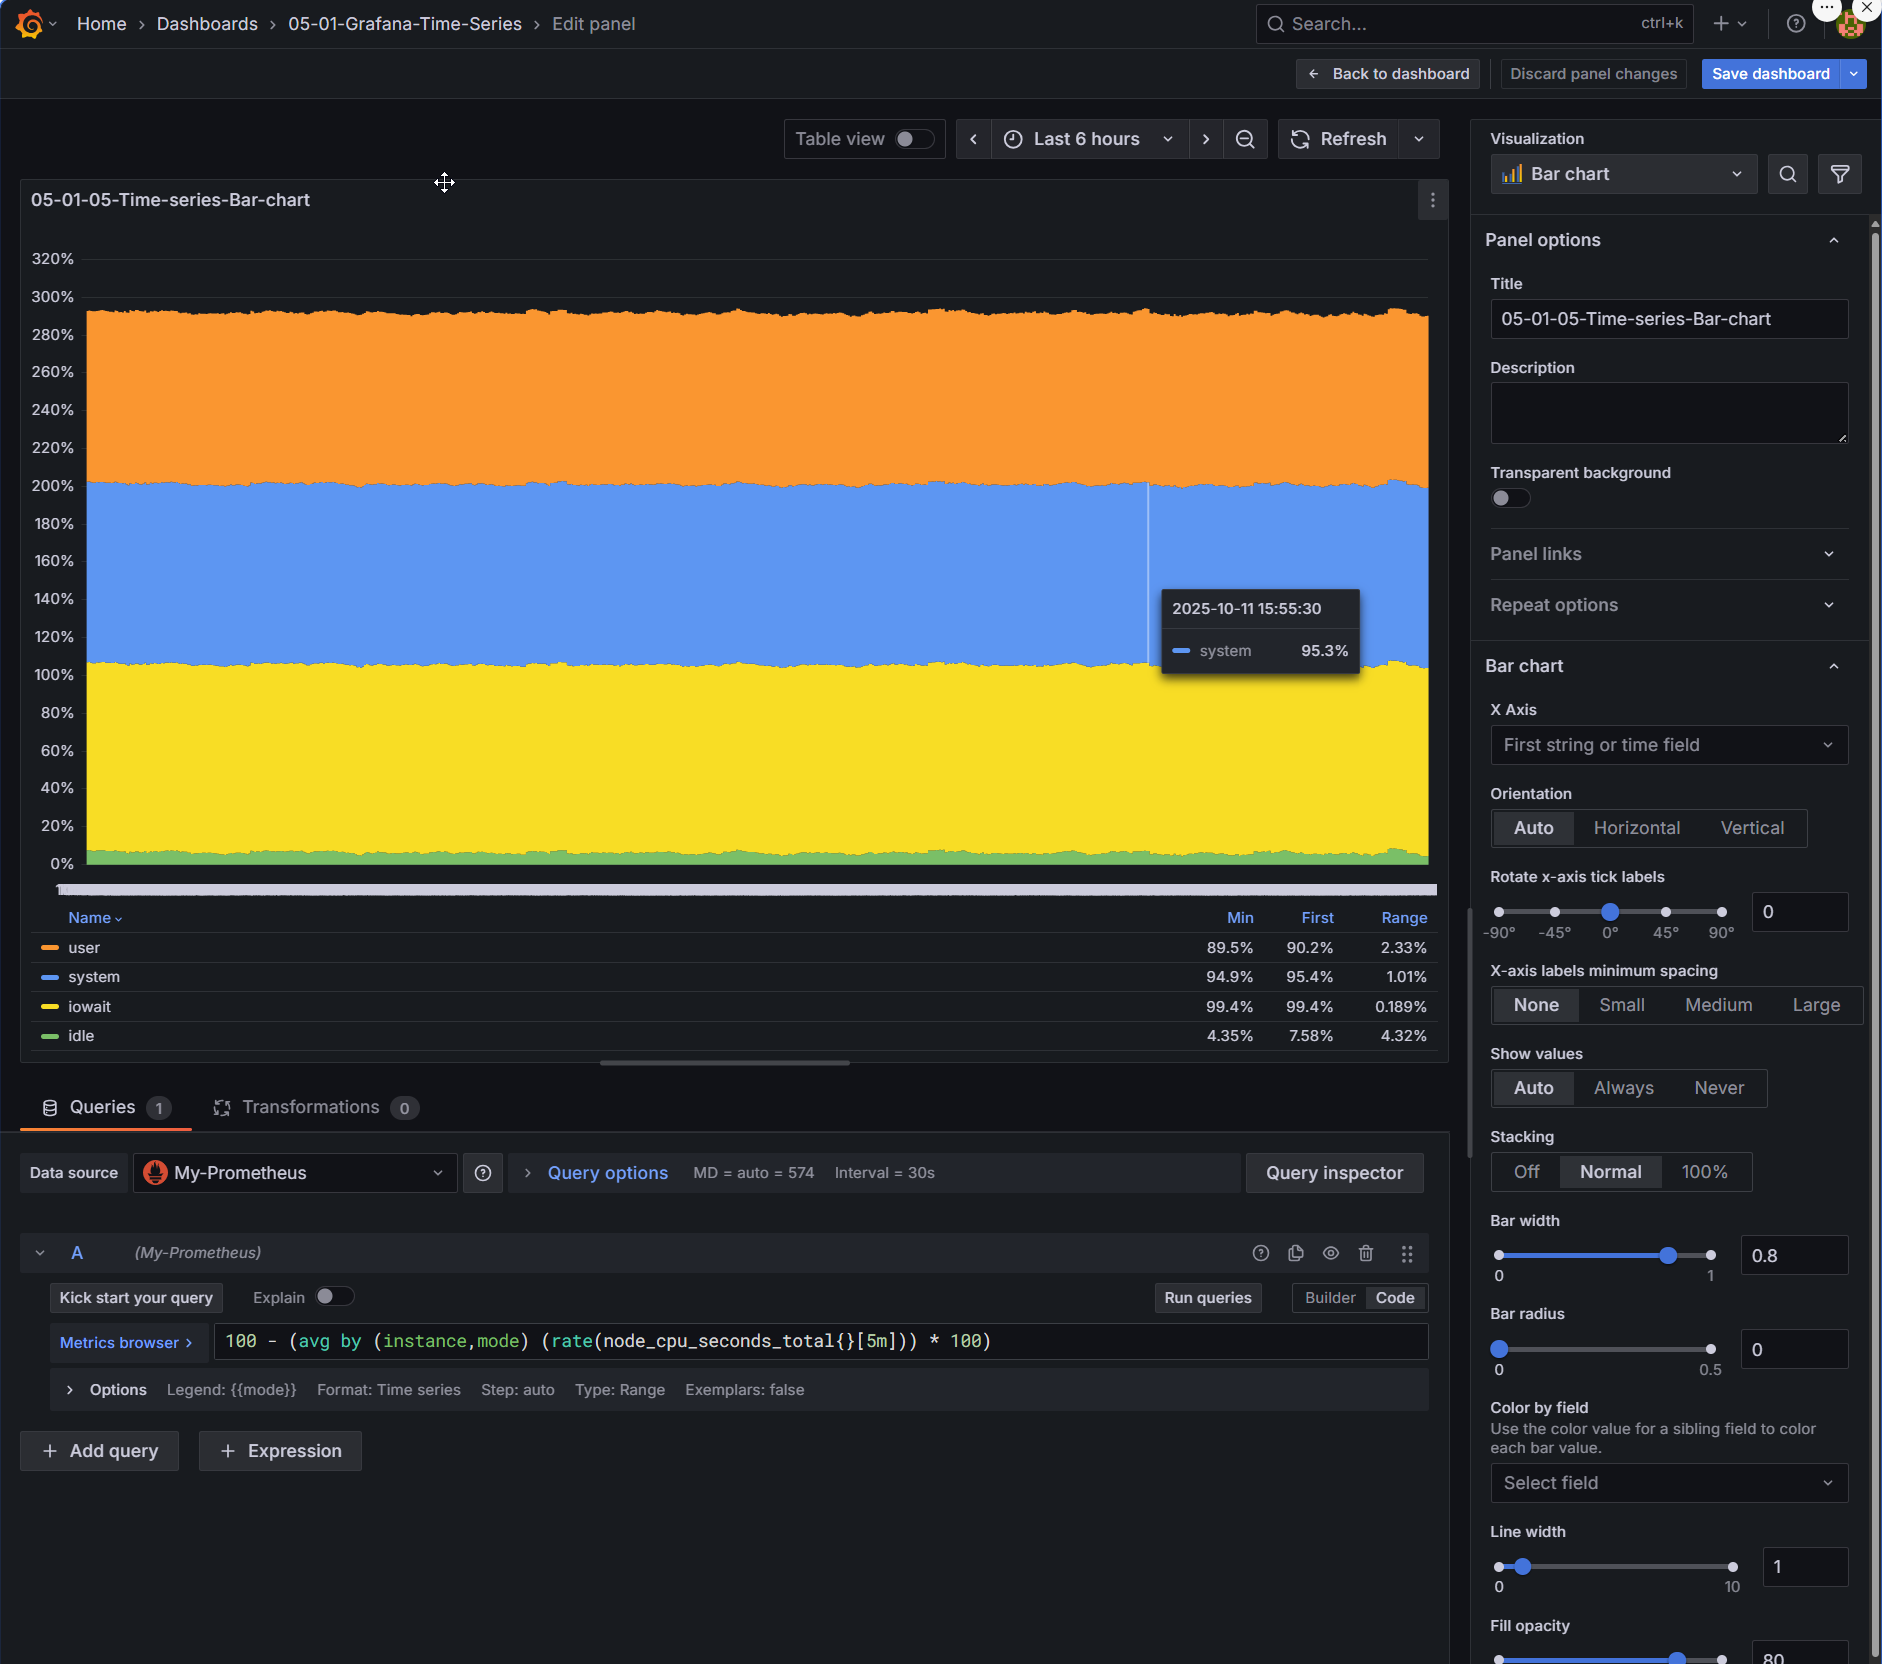 Home › Dashboards › 05-01-Grafana-Time-Series › Edit panel
Search...
ctrl+k
Back to dashboard
Discard panel changes
Save dashboard
Table view
Last 6 hours
Refresh
05-01-05-Time-series-Bar-chart
320%
300%
280%
260%
240%
220%
200%
180%
160%
140%
120%
100%
80%
60%
40%
20%
0%
2025-10-11 15:55:30
system 95.3%
Name Min First Range
user 89.5% 90.2% 2.33%
system 94.9% 95.4% 1.01%
iowait 99.4% 99.4% 0.189%
idle 4.35% 7.58% 4.32%
Queries 1
Transformations 0
Data source
My-Prometheus
Query options
MD = auto = 574
Interval = 30s
Query inspector
A
(My-Prometheus)
Kick start your query
Explain
Run queries
Builder
Code
Metrics browser >
100 - (avg by (instance,mode) (rate(node_cpu_seconds_total{}[5m])) * 100)
Options
Legend: {{mode}}
Format: Time series
Step: auto
Type: Range
Exemplars: false
+ Add query
+ Expression
Visualization
Bar chart
Panel options
Title
05-01-05-Time-series-Bar-chart
Description
Transparent background
Panel links
Repeat options
Bar chart
X Axis
First string or time field
Orientation
Auto Horizontal Vertical
Rotate x-axis tick labels
0
-90° -45° 0° 45° 90°
X-axis labels minimum spacing
None Small Medium Large
Show values
Auto Always Never
Stacking
Off Normal 100%
Bar width
0.8
0 1
Bar radius
0
0 0.5
Color by field
Use the color value for a sibling field to color
each bar value.
Select field
Line width
1
0 10
Fill opacity
80